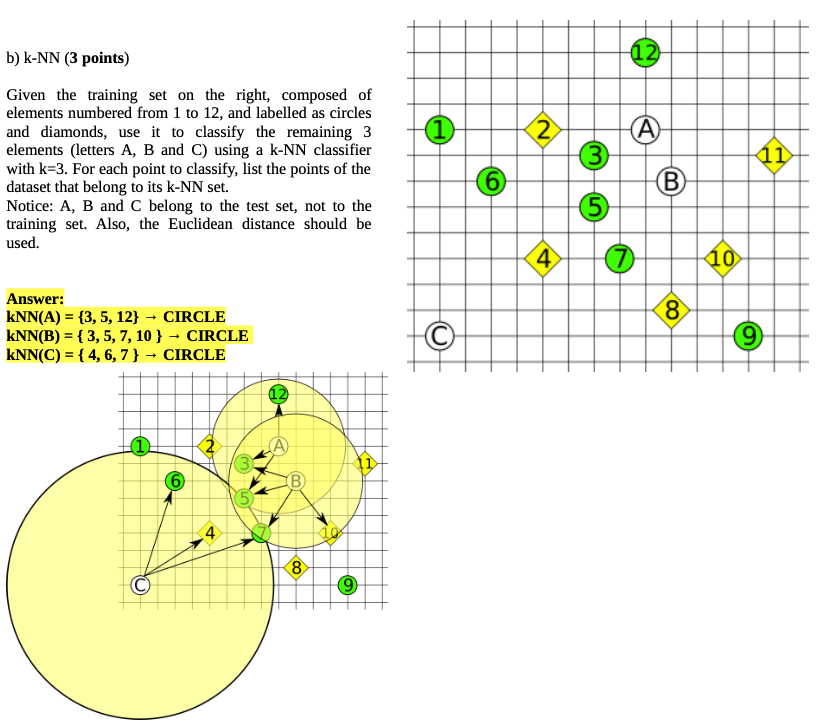 b) k-NN (3 points)
Given the training set on the right, composed of
elements numbered from 1 to 12, and labelled as circles
and diamonds, use it to classify the remaining 3
elements (letters A, B and C) using a k-NN classifier
with k=3. For each point to classify, list the points of the
dataset that belong to its k-NN set.
Notice: A, B and C belong to the test set, not to the
training set. Also, the Euclidean distance should be
used.
Answer:
kNN(A) = {3, 5, 12} → CIRCLE
kNN(B) = { 3, 5, 7, 10 } → CIRCLE
kNN(C) = { 4, 6, 7 } → CIRCLE
12
1 2 A
3 11
6 B
5
4 7 10
8
C 9
12
1 2 A
3 11
6 B
5
4 7 10
8
C 9